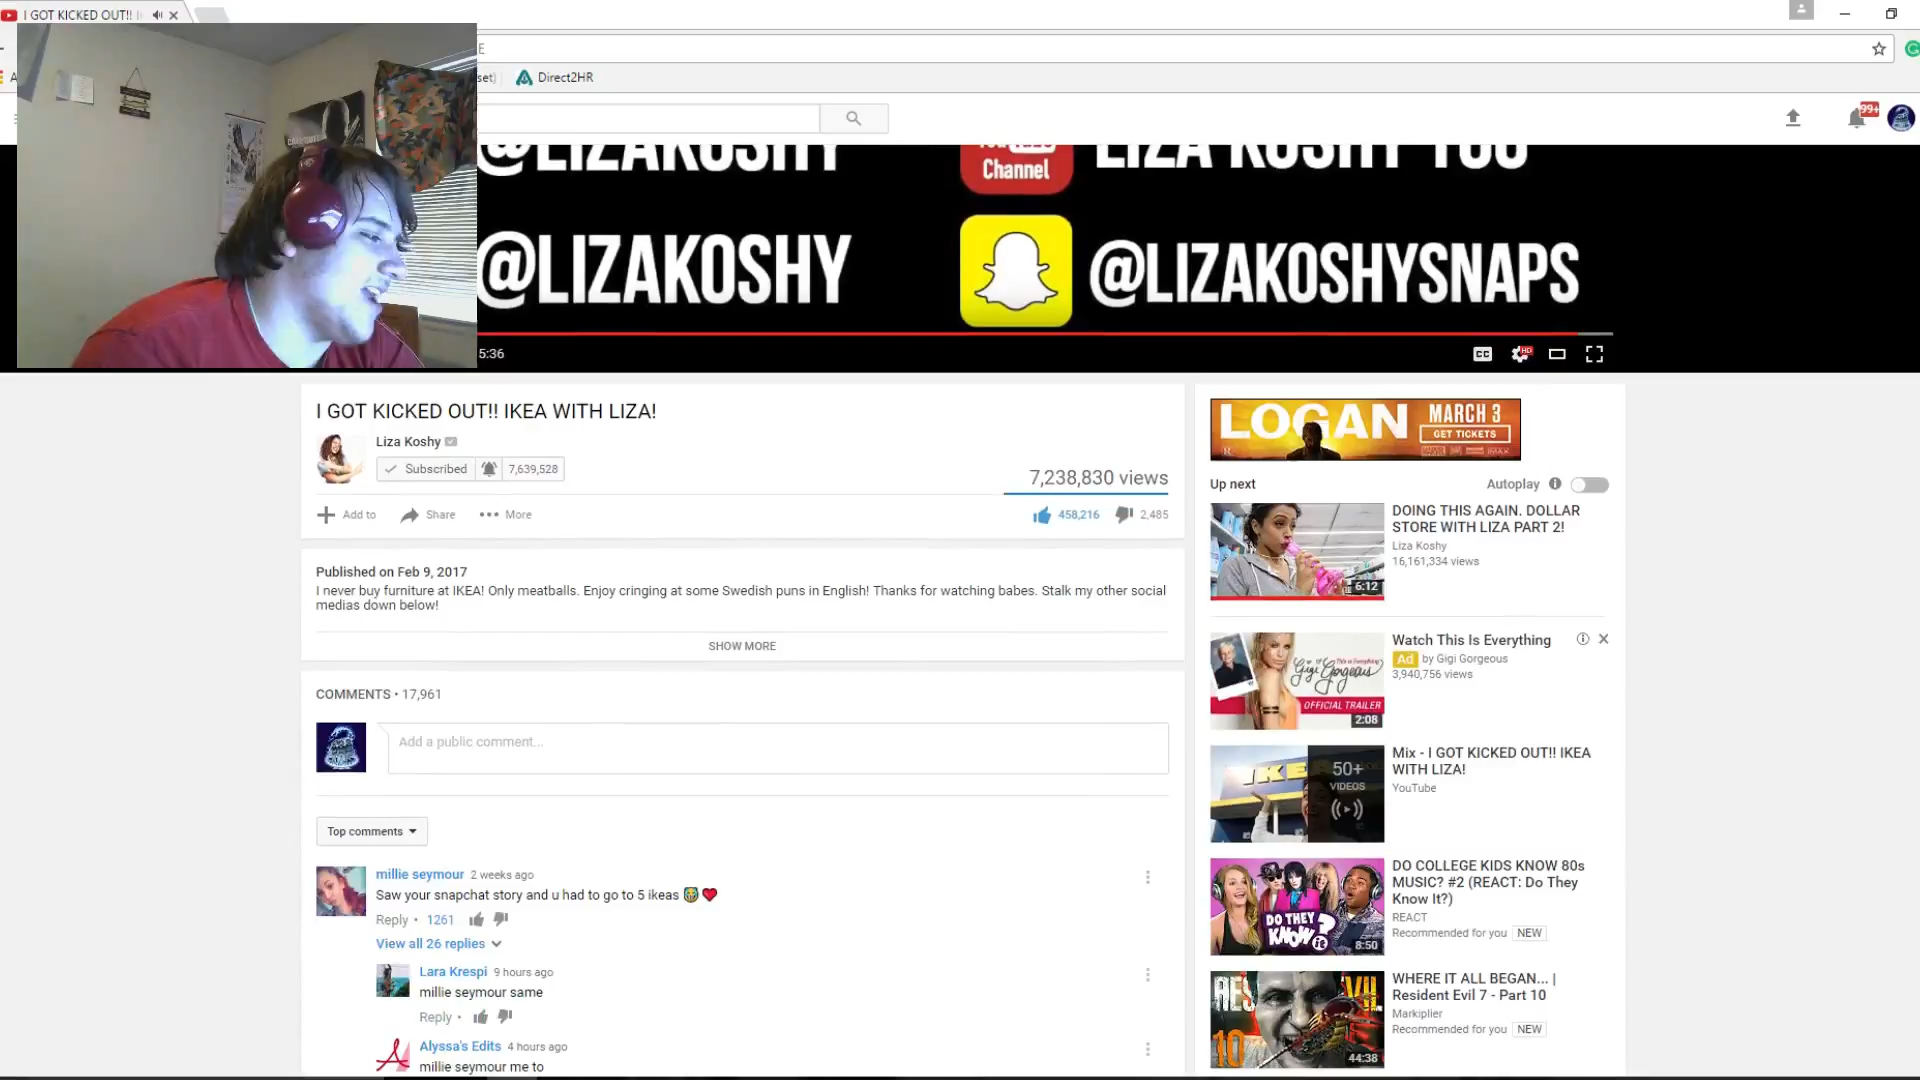 I GOT KICKED OUT!!
set)
Direct2HR
99+
@LIZAKOSHY
Channel
LIZA KOSHY TOO
@LIZAKOSHY
@LIZAKOSHYSNAPS
5:36
CC
HD
I GOT KICKED OUT!! IKEA WITH LIZA!
Liza Koshy
Subscribed
7,639,528
7,238,830 views
Add to
Share
More
458,216
2,485
Published on Feb 9, 2017
I never buy furniture at IKEA! Only meatballs. Enjoy cringing at some Swedish puns in English! Thanks for watching babes. Stalk my other social
medias down below!
SHOW MORE
COMMENTS • 17,961
Add a public comment...
Top comments
millie seymour 2 weeks ago
Saw your snapchat story and u had to go to 5 ikeas
Reply • 1261
View all 26 replies
Lara Krespi 9 hours ago
millie seymour same
Reply •
Alyssa's Edits 4 hours ago
millie seymour me to
LOGAN
MARCH 3
GET TICKETS
Up next
Autoplay
DOING THIS AGAIN. DOLLAR
STORE WITH LIZA PART 2!
Liza Koshy
16,161,334 views
6:12
Watch This Is Everything
Ad by Gigi Gorgeous
3,940,756 views
Gigi Gorgeous
OFFICIAL TRAILER
2:08
Mix - I GOT KICKED OUT!! IKEA
WITH LIZA!
YouTube
50+
VIDEOS
DO COLLEGE KIDS KNOW 80s
MUSIC? #2 (REACT: Do They
Know It?)
REACT
Recommended for you NEW
DO THEY
KNOW it?
8:50
WHERE IT ALL BEGAN... |
Resident Evil 7 - Part 10
Markiplier
Recommended for you NEW
10
44:38